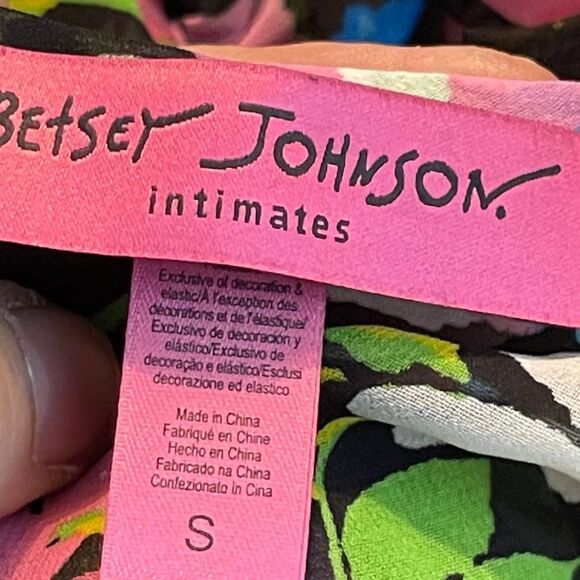 BETSEY JOHNSON.
intimates
Exclusive of decoration &
elastic/A l'exception des
décorations et de l'élastique/
Exclusivo de decoración y
elástico/Exclusivo de
decoração e elástico/Esclusi
decorazione ed elastico
Made in China
Fabriqué en Chine
Hecho en China
Fabricado na China
Confezionato in Cina
S